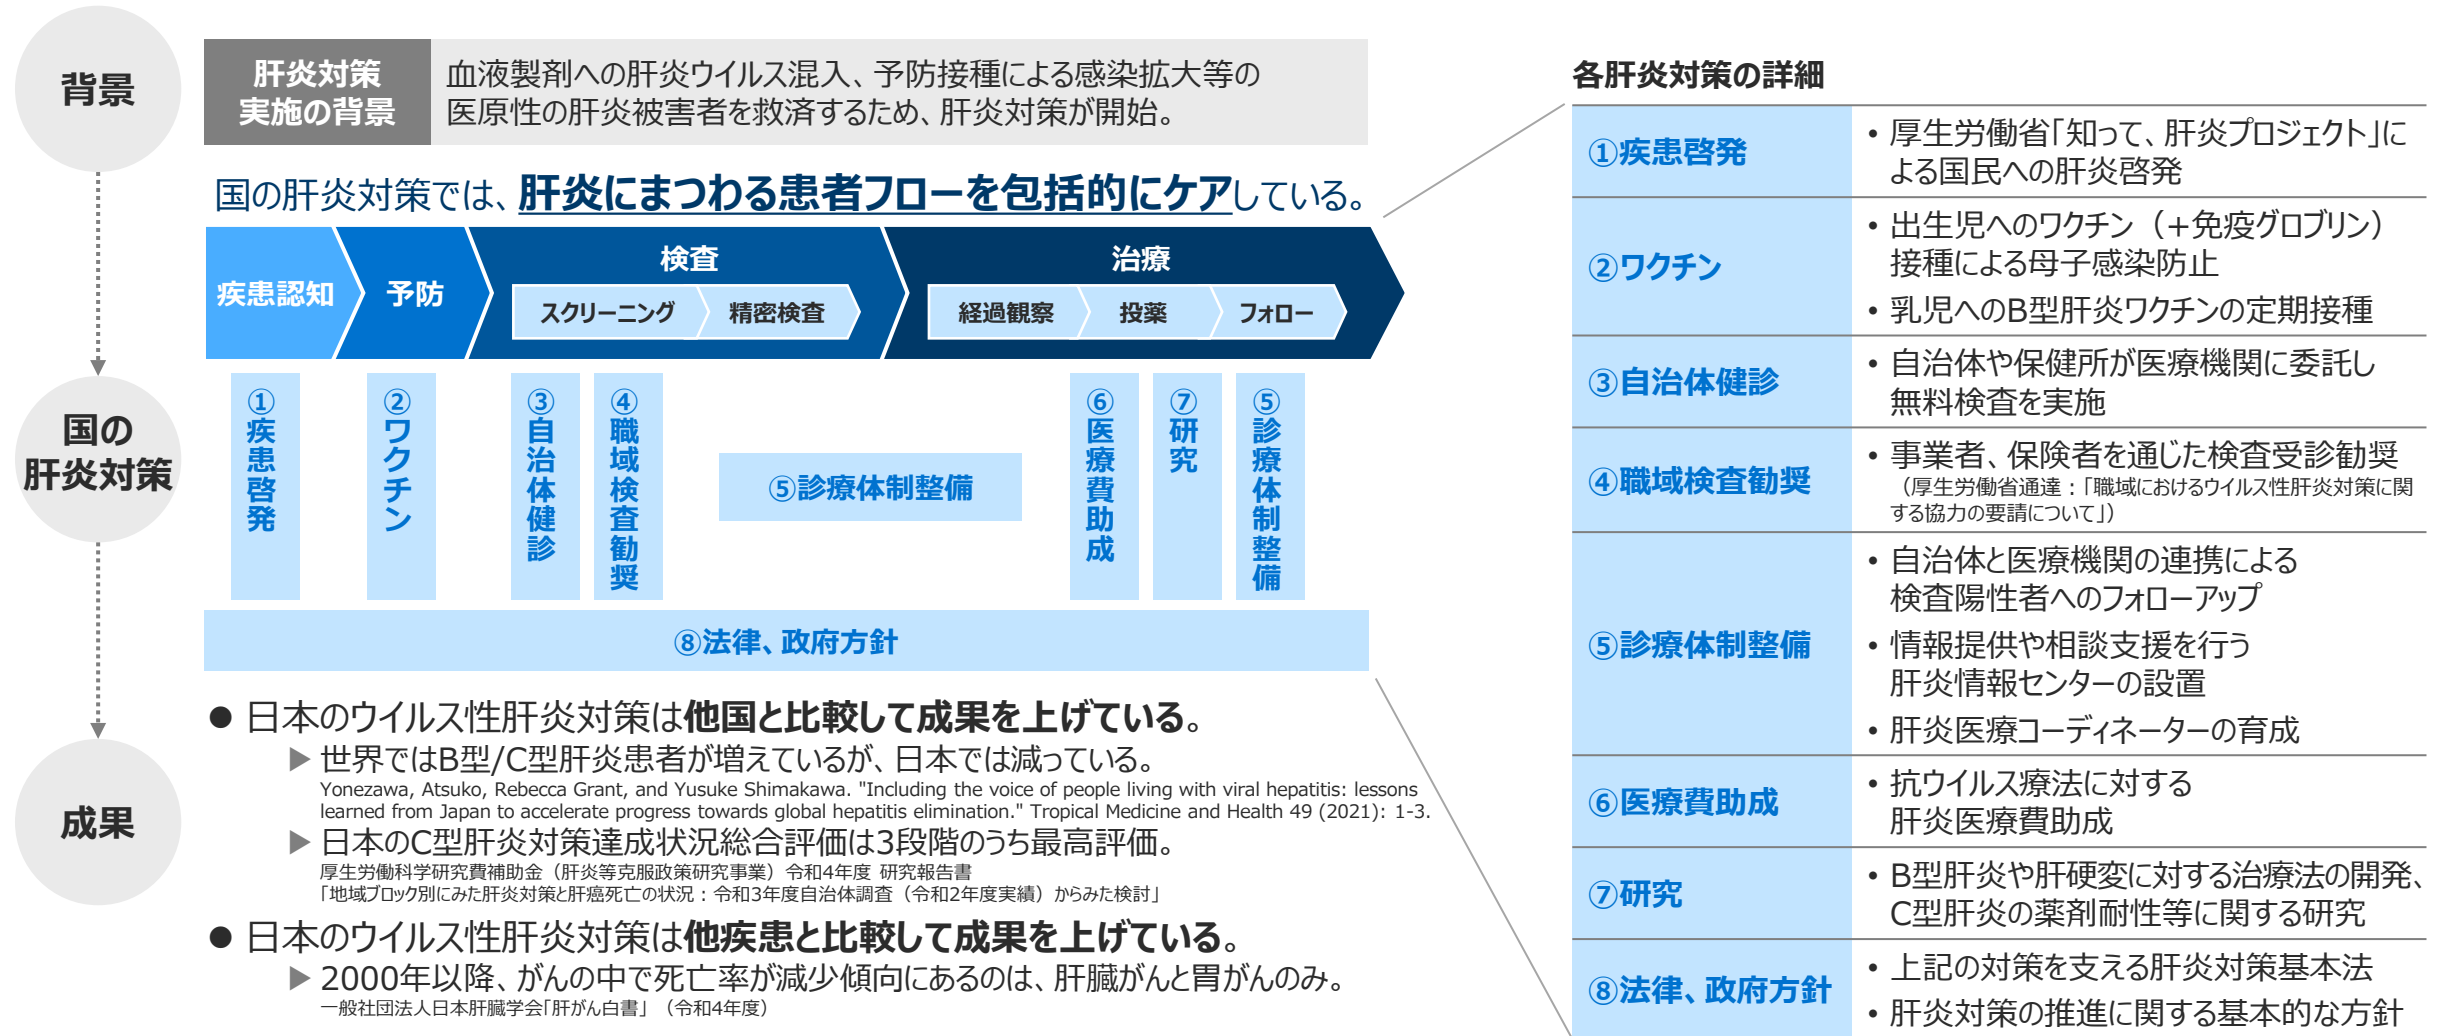 背景
肝炎対策
実施の背景
血液製剤への肝炎ウイルス混入、予防接種による感染拡大等の
医原性の肝炎被害者を救済するため、肝炎対策が開始。
国の肝炎対策では、肝炎にまつわる患者フローを包括的にケアしている。
疾患認知
予防
検査
スクリーニング
精密検査
治療
経過観察
投薬
フォロー
国の
肝炎対策
①疾患啓発
②ワクチン
③自治体健診
④職域検査勧奨
⑤診療体制整備
⑥医療費助成
⑦研究
⑤診療体制整備
⑧法律、政府方針
成果
● 日本のウイルス性肝炎対策は他国と比較して成果を上げている。
▶ 世界ではB型/C型肝炎患者が増えているが、日本では減っている。
Yonezawa, Atsuko, Rebecca Grant, and Yusuke Shimakawa. "Including the voice of people living with viral hepatitis: lessons
learned from Japan to accelerate progress towards global hepatitis elimination." Tropical Medicine and Health 49 (2021): 1-3.
▶ 日本のC型肝炎対策達成状況総合評価は3段階のうち最高評価。
厚生労働科学研究費補助金（肝炎等克服政策研究事業）令和4年度 研究報告書
「地域ブロック別にみた肝炎対策と肝癌死亡の状況：令和3年度自治体調査（令和2年度実績）からみた検討」
● 日本のウイルス性肝炎対策は他疾患と比較して成果を上げている。
▶ 2000年以降、がんの中で死亡率が減少傾向にあるのは、肝臓がんと胃がんのみ。
一般社団法人日本肝臓学会「肝がん白書」（令和4年度）
各肝炎対策の詳細
①疾患啓発
• 厚生労働省「知って、肝炎プロジェクト」に
よる国民への肝炎啓発
②ワクチン
• 出生児へのワクチン（+免疫グロブリン）
接種による母子感染防止
• 乳児へのB型肝炎ワクチンの定期接種
③自治体健診
• 自治体や保健所が医療機関に委託し
無料検査を実施
④職域検査勧奨
• 事業者、保険者を通じた検査受診勧奨
（厚生労働省通達：「職域におけるウイルス性肝炎対策に関
する協力の要請について」）
⑤診療体制整備
• 自治体と医療機関の連携による
検査陽性者へのフォローアップ
• 情報提供や相談支援を行う
肝炎情報センターの設置
• 肝炎医療コーディネーターの育成
⑥医療費助成
• 抗ウイルス療法に対する
肝炎医療費助成
⑦研究
• B型肝炎や肝硬変に対する治療法の開発、
C型肝炎の薬剤耐性等に関する研究
⑧法律、政府方針
• 上記の対策を支える肝炎対策基本法
• 肝炎対策の推進に関する基本的な方針